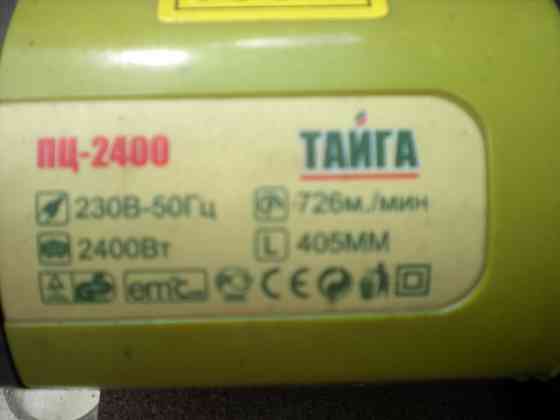 ПЦ-2400
ТАЙГА
230В-50Гц
726м./мин
2400Вт
L 405ММ
emc CE